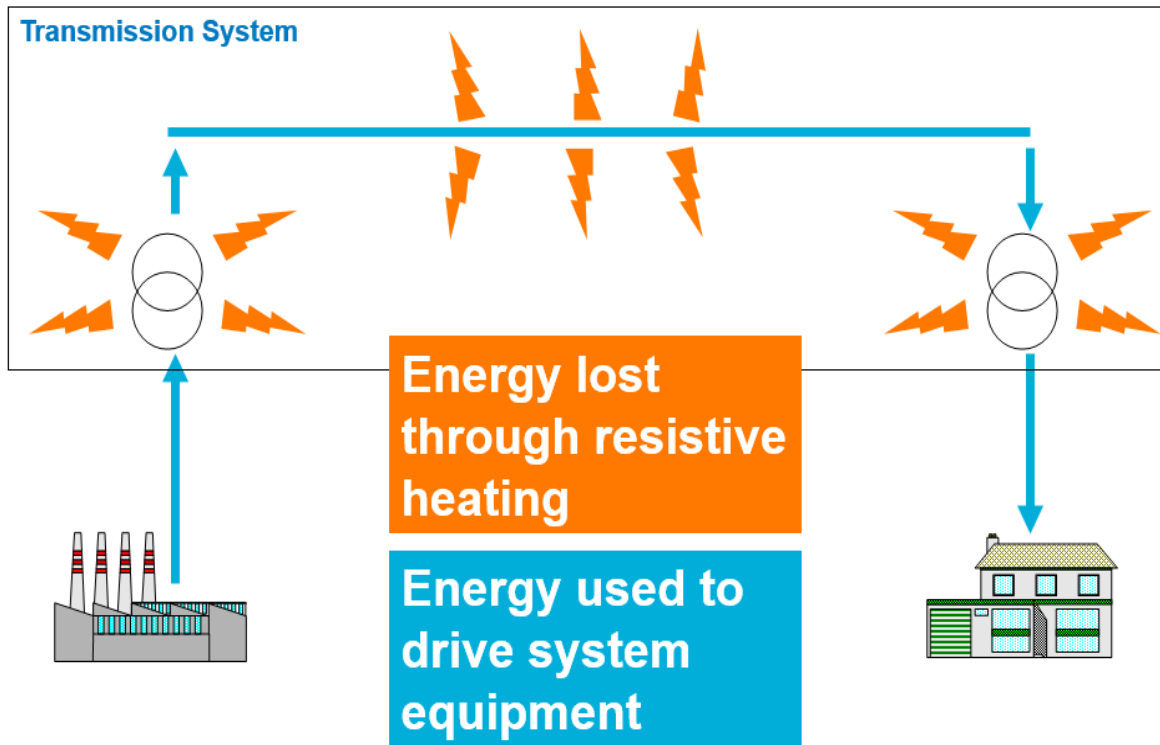 Transmission System
Energy lost
through resistive
heating
Energy used to
drive system
equipment